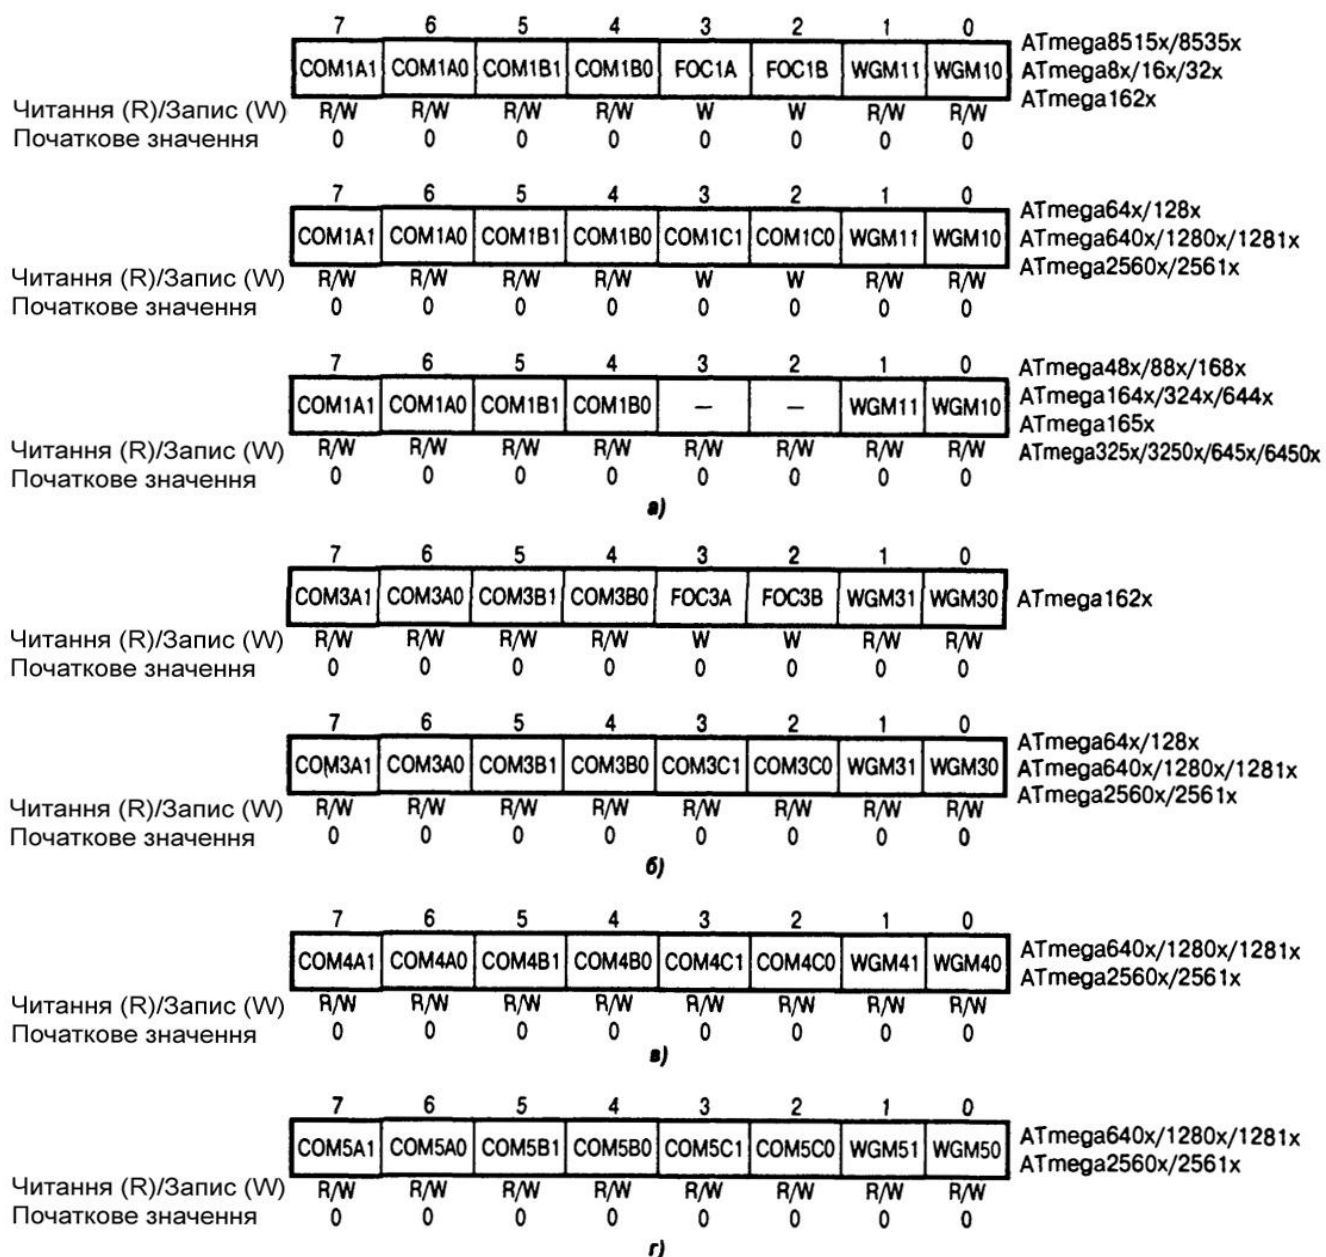 7 6 5 4 3 2 1 0
COM1A1 COM1A0 COM1B1 COM1B0 FOC1A FOC1B WGM11 WGM10
ATmega8515x/8535x
ATmega8x/16x/32x
ATmega162x
Читання (R)/Запис (W) R/W R/W R/W R/W W W R/W R/W
Початкове значення 0 0 0 0 0 0 0 0
7 6 5 4 3 2 1 0
COM1A1 COM1A0 COM1B1 COM1B0 COM1C1 COM1C0 WGM11 WGM10
ATmega64x/128x
ATmega640x/1280x/1281x
ATmega2560x/2561x
Читання (R)/Запис (W) R/W R/W R/W R/W W W R/W R/W
Початкове значення 0 0 0 0 0 0 0 0
7 6 5 4 3 2 1 0
COM1A1 COM1A0 COM1B1 COM1B0 — — WGM11 WGM10
ATmega48x/88x/168x
ATmega164x/324x/644x
ATmega165x
ATmega325x/3250x/645x/6450x
Читання (R)/Запис (W) R/W R/W R/W R/W R/W R/W R/W R/W
Початкове значення 0 0 0 0 0 0 0 0
а)
7 6 5 4 3 2 1 0
COM3A1 COM3A0 COM3B1 COM3B0 FOC3A FOC3B WGM31 WGM30 ATmega162x
Читання (R)/Запис (W) R/W R/W R/W R/W W W R/W R/W
Початкове значення 0 0 0 0 0 0 0 0
7 6 5 4 3 2 1 0
COM3A1 COM3A0 COM3B1 COM3B0 COM3C1 COM3C0 WGM31 WGM30
ATmega64x/128x
ATmega640x/1280x/1281x
ATmega2560x/2561x
Читання (R)/Запис (W) R/W R/W R/W R/W R/W R/W R/W R/W
Початкове значення 0 0 0 0 0 0 0 0
б)
7 6 5 4 3 2 1 0
COM4A1 COM4A0 COM4B1 COM4B0 COM4C1 COM4C0 WGM41 WGM40
ATmega640x/1280x/1281x
ATmega2560x/2561x
Читання (R)/Запис (W) R/W R/W R/W R/W R/W R/W R/W R/W
Початкове значення 0 0 0 0 0 0 0 0
в)
7 6 5 4 3 2 1 0
COM5A1 COM5A0 COM5B1 COM5B0 COM5C1 COM5C0 WGM51 WGM50
ATmega640x/1280x/1281x
ATmega2560x/2561x
Читання (R)/Запис (W) R/W R/W R/W R/W R/W R/W R/W R/W
Початкове значення 0 0 0 0 0 0 0 0
г)